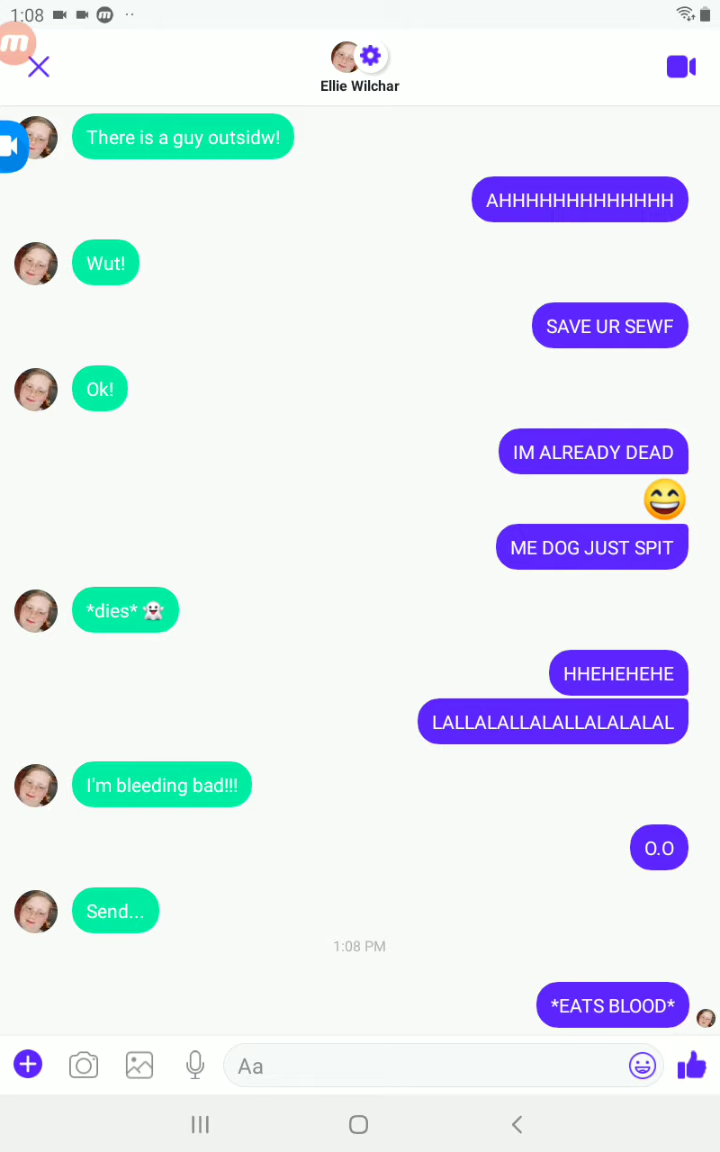 1:08
Ellie Wilchar
There is a guy outsidw!
AHHHHHHHHHHHHH
Wut!
SAVE UR SEWF
Ok!
IM ALREADY DEAD
😄
ME DOG JUST SPIT
*dies* 👻
HHEHEHEHE
LALLALALLALALLALALALAL
I'm bleeding bad!!!
O.O
Send...
1:08 PM
*EATS BLOOD*
Aa